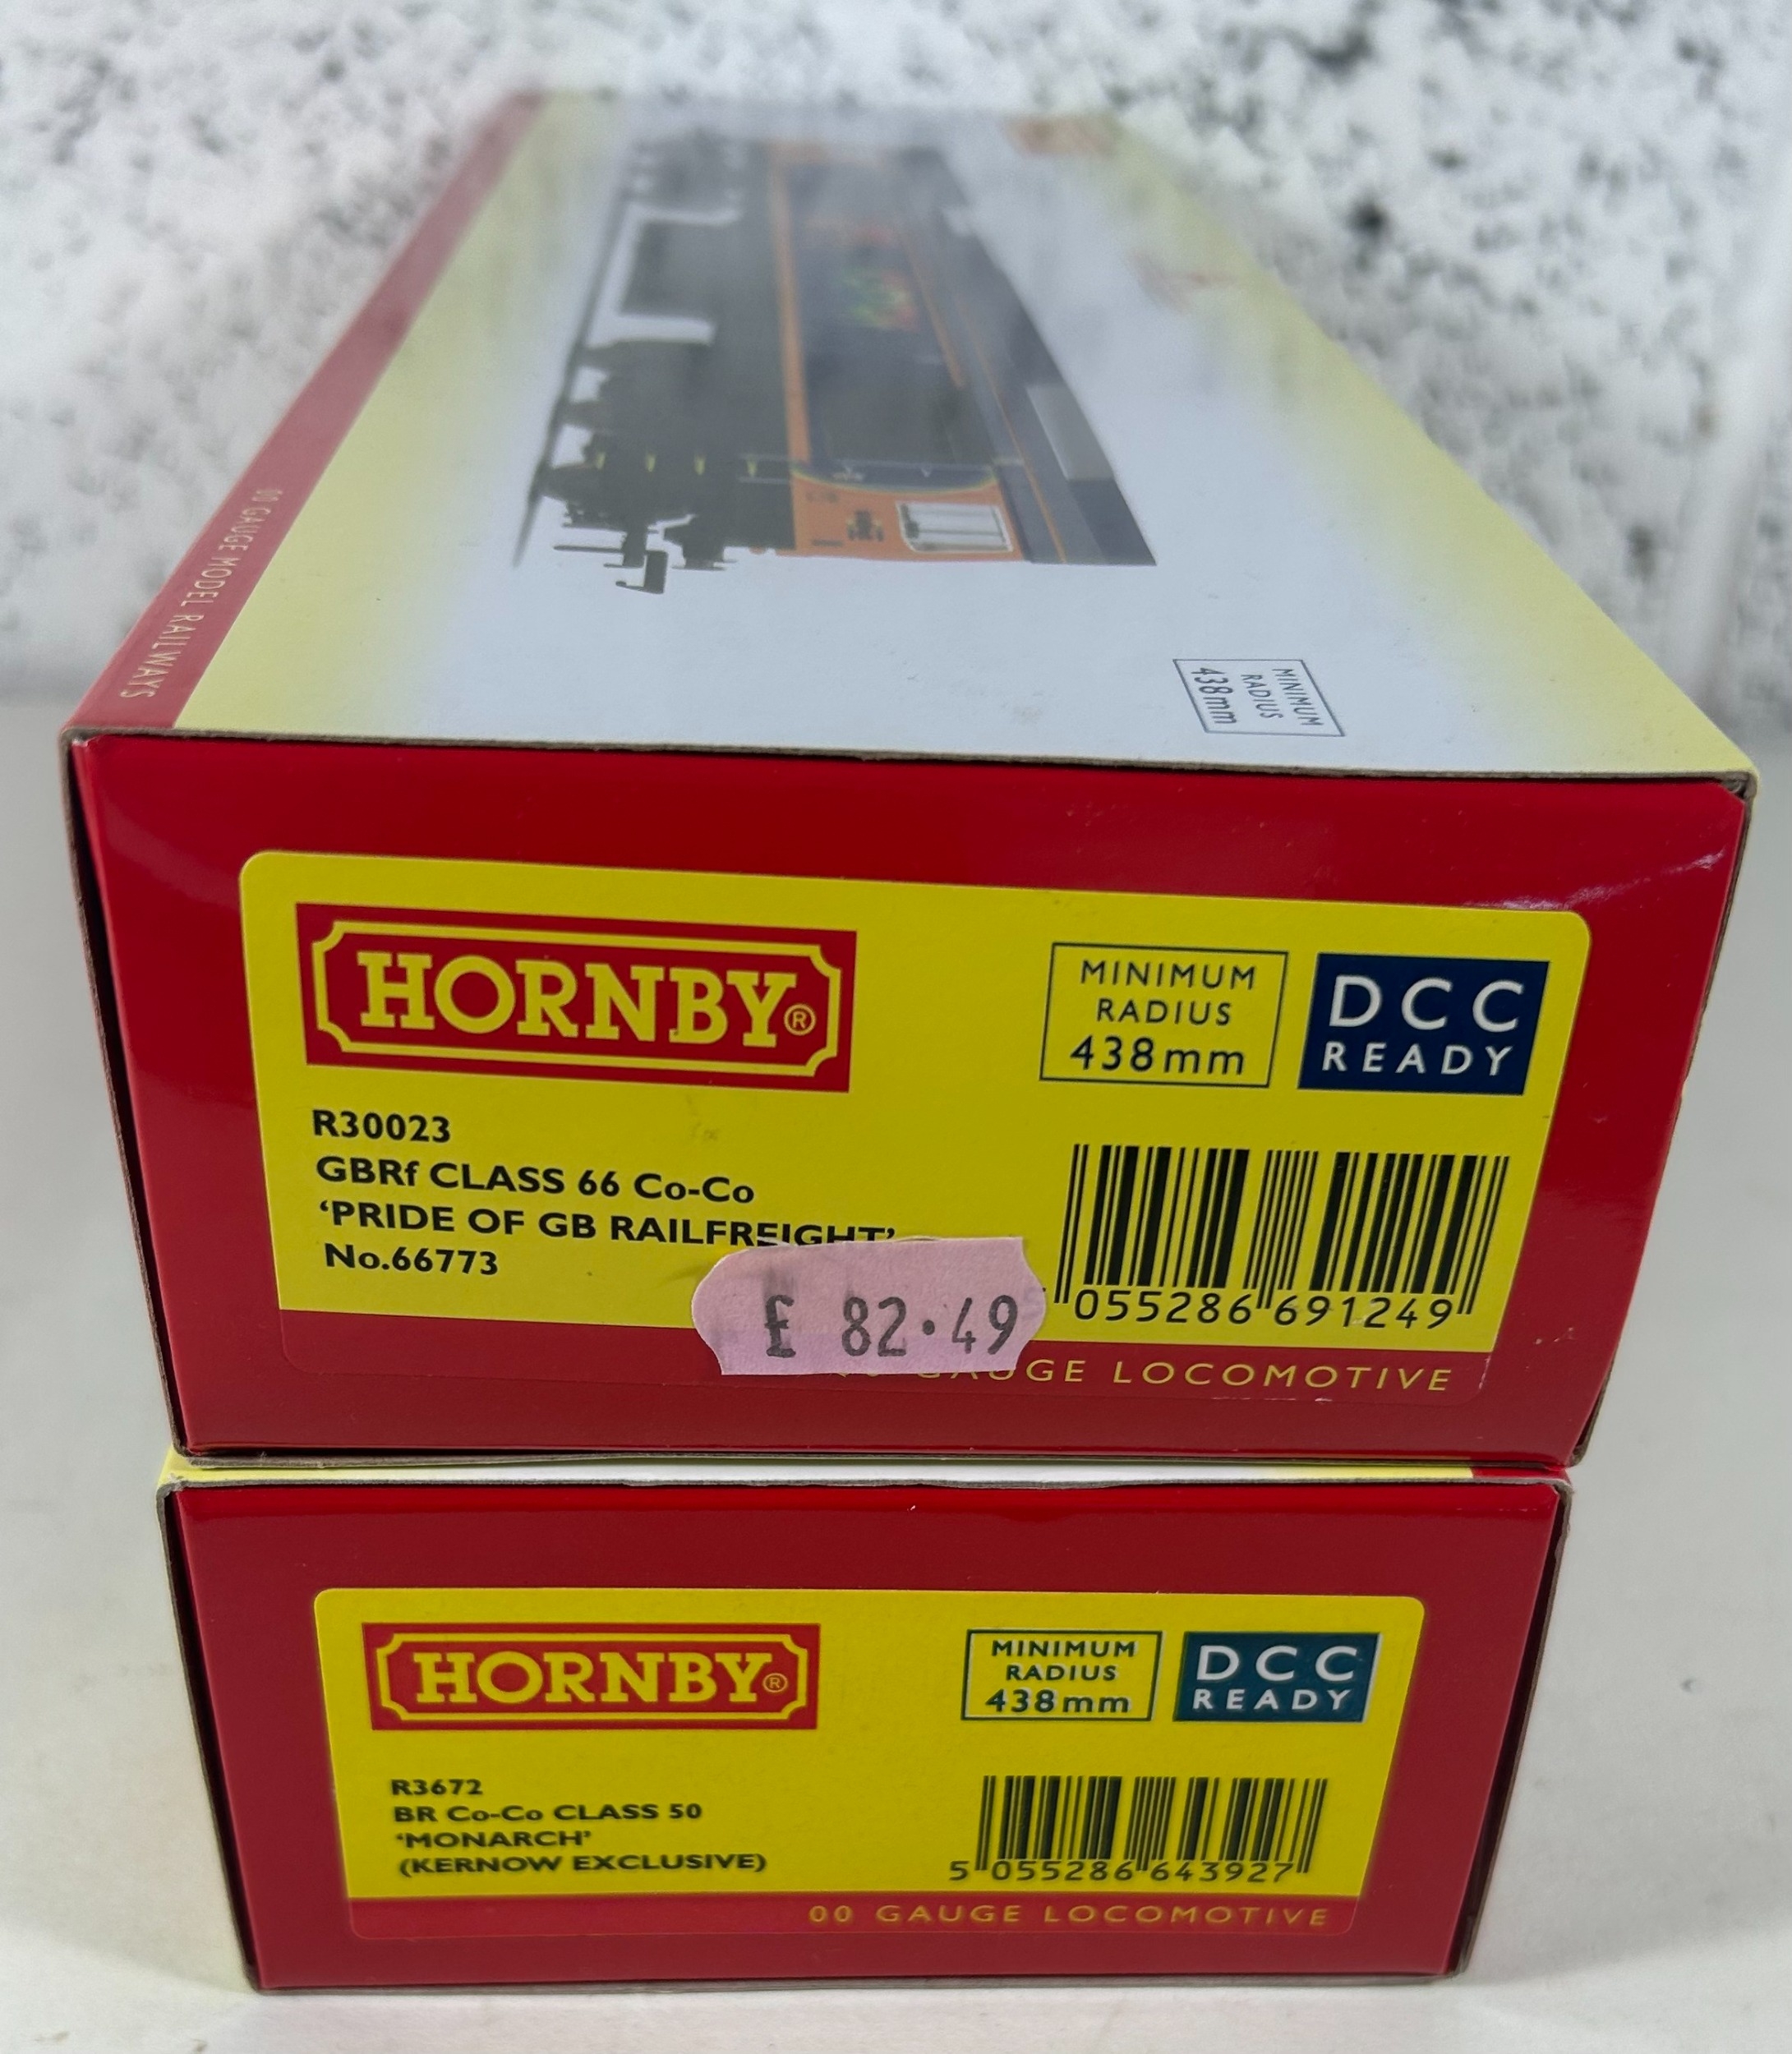 00 GAUGE MODEL RAILWAYS
MINIMUM
RADIUS
438mm
HORNBY®
MINIMUM
RADIUS
438mm
DCC
READY
R30023
GBRf CLASS 66 Co-Co
‘PRIDE OF GB RAILFREIGHT’
No.66773
£ 82.49
055286 691249
GAUGE LOCOMOTIVE
HORNBY®
MINIMUM
RADIUS
438mm
DCC
READY
R3672
BR Co-Co CLASS 50
‘MONARCH’
(KERNOW EXCLUSIVE)
5 055286 643927
00 GAUGE LOCOMOTIVE